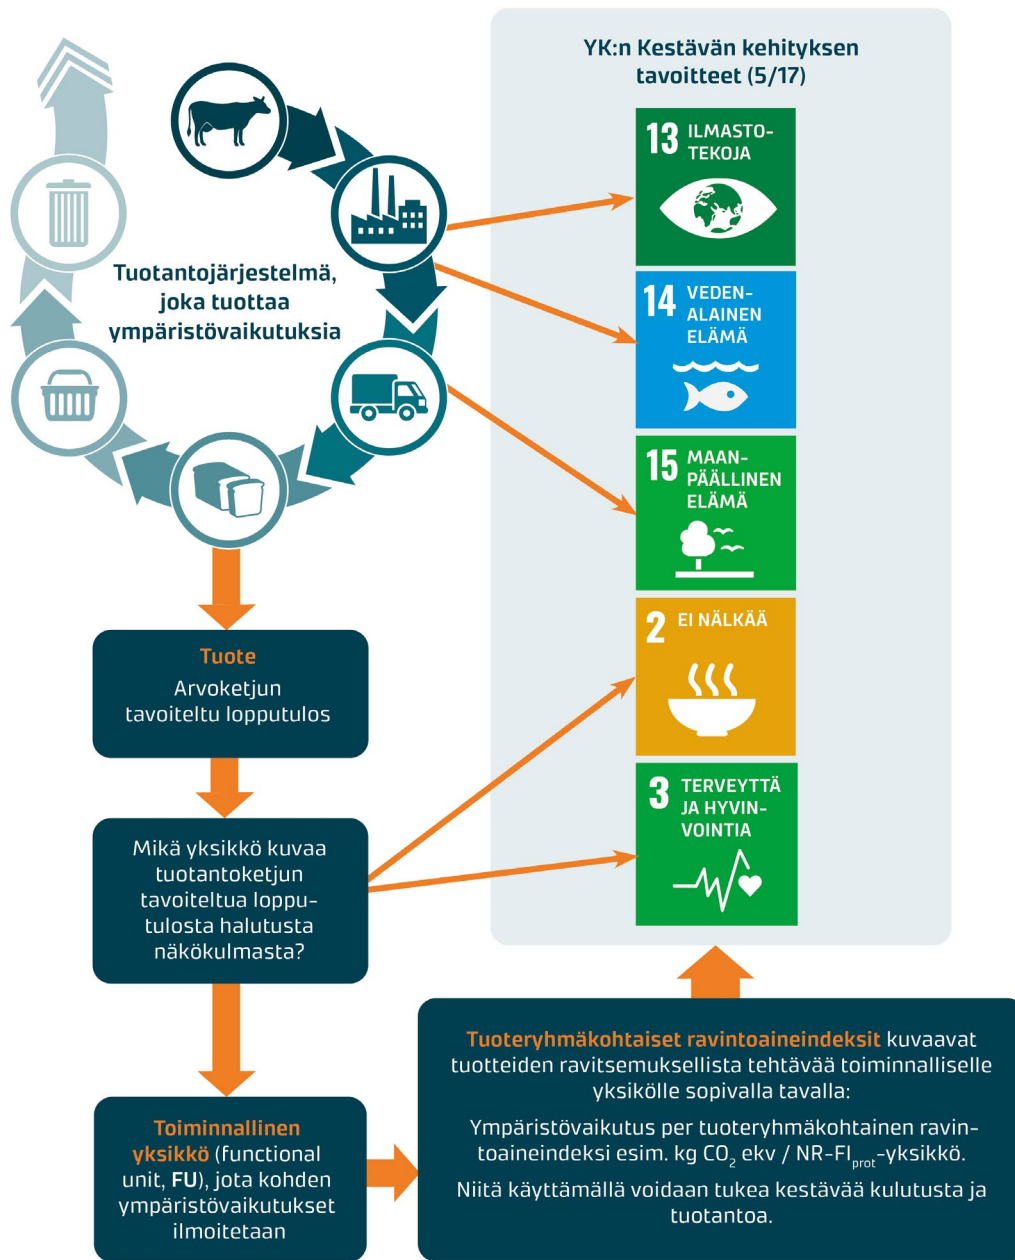 YK:n Kestävän kehityksen
tavoitteet (5/17)
Tuotantojärjestelmä,
joka tuottaa
ympäristövaikutuksia
13 ILMASTO-
TEKOJA
14 VEDEN-
ALAINEN
ELÄMÄ
15 MAAN-
PÄÄLLINEN
ELÄMÄ
2 EI NÄLKÄÄ
3 TERVEYTTÄ
JA HYVIN-
VOINTIA
Tuote
Arvoketjun
tavoiteltu lopputulos
Mikä yksikkö kuvaa
tuotantoketjun
tavoiteltua loppu-
tulosta halutusta
näkökulmasta?
Toiminnallinen
yksikkö (functional
unit, FU), jota kohden
ympäristövaikutukset
ilmoitetaan
Tuoteryhmäkohtaiset ravintoaineindeksit kuvaavat
tuotteiden ravitsemuksellista tehtävää toiminnalliselle
yksikölle sopivalla tavalla:
Ympäristövaikutus per tuoteryhmäkohtainen ravin-
toaineindeksi esim. kg CO₂ ekv / NR-FIprot-yksikkö.
Niitä käyttämällä voidaan tukea kestävää kulutusta ja
tuotantoa.